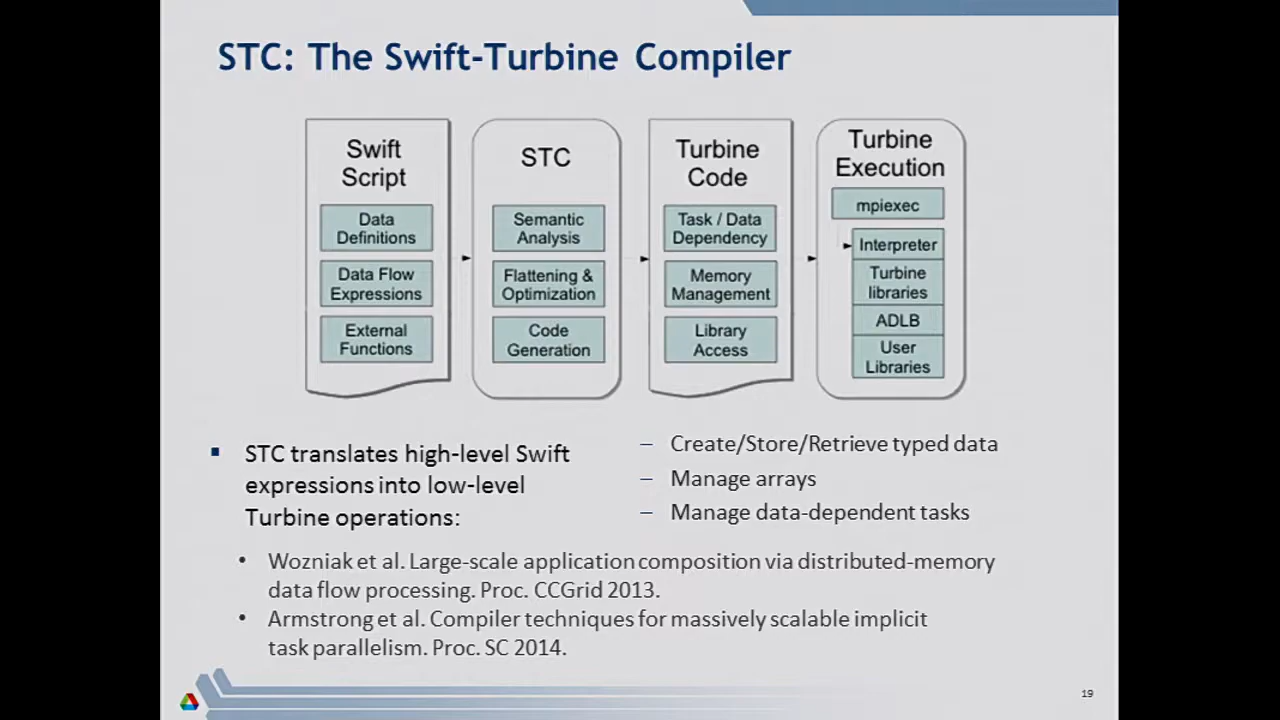 STC: The Swift-Turbine Compiler
Swift
Script
Data
Definitions
Data Flow
Expressions
External
Functions
STC
Semantic
Analysis
Flattening &
Optimization
Code
Generation
Turbine
Code
Task / Data
Dependency
Memory
Management
Library
Access
Turbine
Execution
mpiexec
Interpreter
Turbine
libraries
ADLB
User
Libraries
▪ STC translates high-level Swift
expressions into low-level
Turbine operations:
– Create/Store/Retrieve typed data
– Manage arrays
– Manage data-dependent tasks
• Wozniak et al. Large-scale application composition via distributed-memory
data flow processing. Proc. CCGrid 2013.
• Armstrong et al. Compiler techniques for massively scalable implicit
task parallelism. Proc. SC 2014.
19